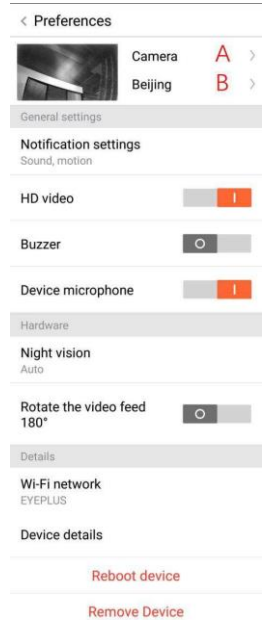 < Preferences
Camera A >
Beijing B >
General settings
Notification settings
Sound, motion
HD video
Buzzer
Device microphone
Hardware
Night vision
Auto
Rotate the video feed
180°
Details
Wi-Fi network
EYEPLUS
Device details
Reboot device
Remove Device